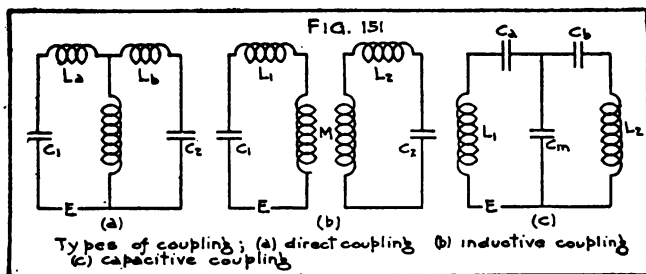 FIG. 151
La Lb L1 L2 Ca Cb
C1 C2 C1 M C2 L1 Cm L2
E E E
(a) (b) (c)
Types of coupling; (a) direct coupling (b) inductive coupling
(c) capacitive coupling